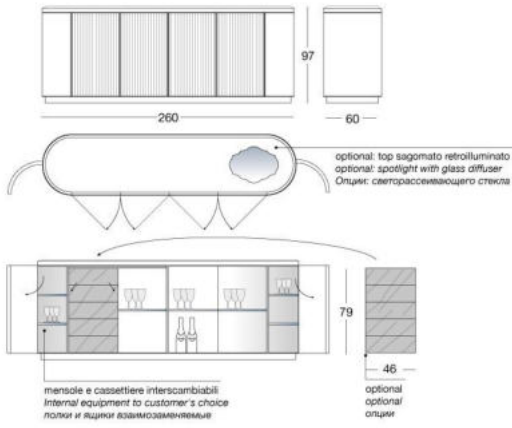 97
260
60
optional: top sagomato retroilluminato
optional: spotlight with glass diffuser
Опции: светорассеивающего стекла
79
46
mensole e cassettiere interscambiabili
Internal equipment to customer's choice
полки и ящики взаимозаменяемые
optional
optional
опции